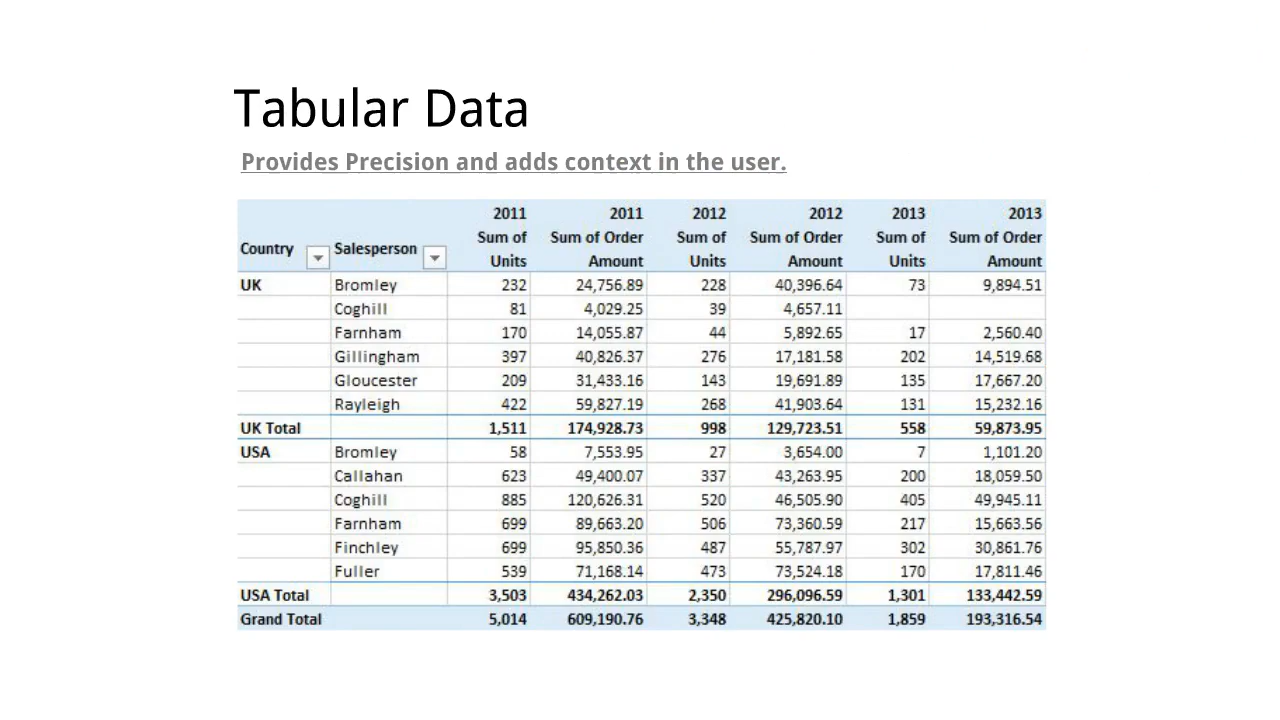 Tabular Data
Provides Precision and adds context in the user.
2011 2011 2012 2012 2013 2013
Sum of Sum of Order Sum of Sum of Order Sum of Sum of Order
Country Salesperson Units Amount Units Amount Units Amount
UK Bromley 232 24,756.89 228 40,396.64 73 9,894.51
Coghill 81 4,029.25 39 4,657.11
Farnham 170 14,055.87 44 5,892.65 17 2,560.40
Gillingham 397 40,826.37 276 17,181.58 202 14,519.68
Gloucester 209 31,433.16 143 19,691.89 135 17,667.20
Rayleigh 422 59,827.19 268 41,903.64 131 15,232.16
UK Total 1,511 174,928.73 998 129,723.51 558 59,873.95
USA Bromley 58 7,553.95 27 3,654.00 7 1,101.20
Callahan 623 49,400.07 337 43,263.95 200 18,059.50
Coghill 885 120,626.31 520 46,505.90 405 49,945.11
Farnham 699 89,663.20 506 73,360.59 217 15,663.56
Finchley 699 95,850.36 487 55,787.97 302 30,861.76
Fuller 539 71,168.14 473 73,524.18 170 17,811.46
USA Total 3,503 434,262.03 2,350 296,096.59 1,301 133,442.59
Grand Total 5,014 609,190.76 3,348 425,820.10 1,859 193,316.54